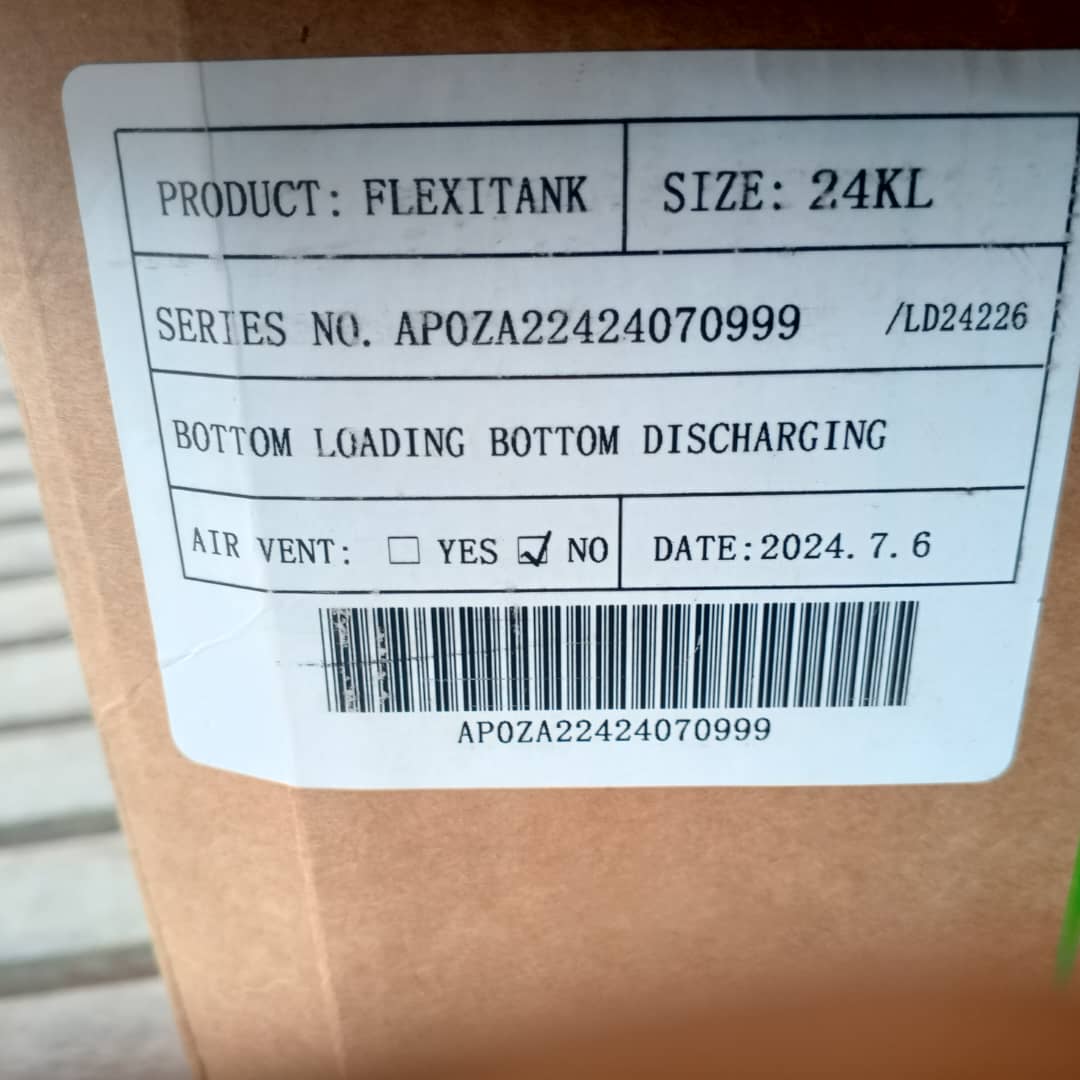 PRODUCT: FLEXITANK SIZE: 24KL
SERIES NO. APOZA22424070999 /LD24226
BOTTOM LOADING BOTTOM DISCHARGING
AIR VENT: ☐ YES ☑ NO DATE:2024.7.6
APOZA22424070999